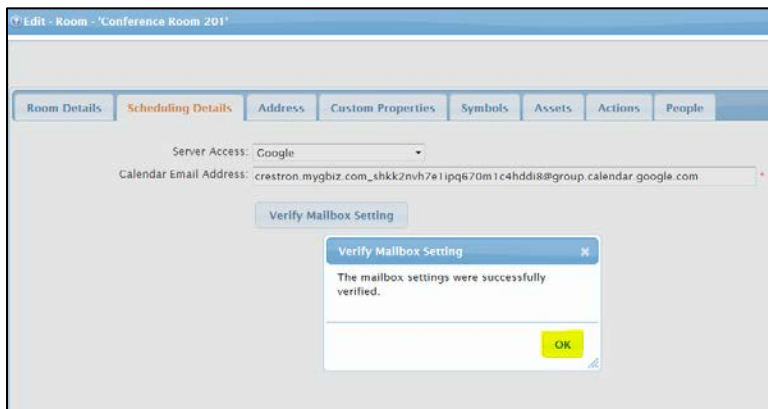 Edit - Room - 'Conference Room 201'
Room Details Scheduling Details Address Custom Properties Symbols Assets Actions People
Server Access: Google
Calendar Email Address: crestron.mygbiz.com_shkk2nvh7e1ipq670m1c4hddi8@group.calendar.google.com *
Verify Mailbox Setting
Verify Mailbox Setting
The mailbox settings were successfully
verified.
OK